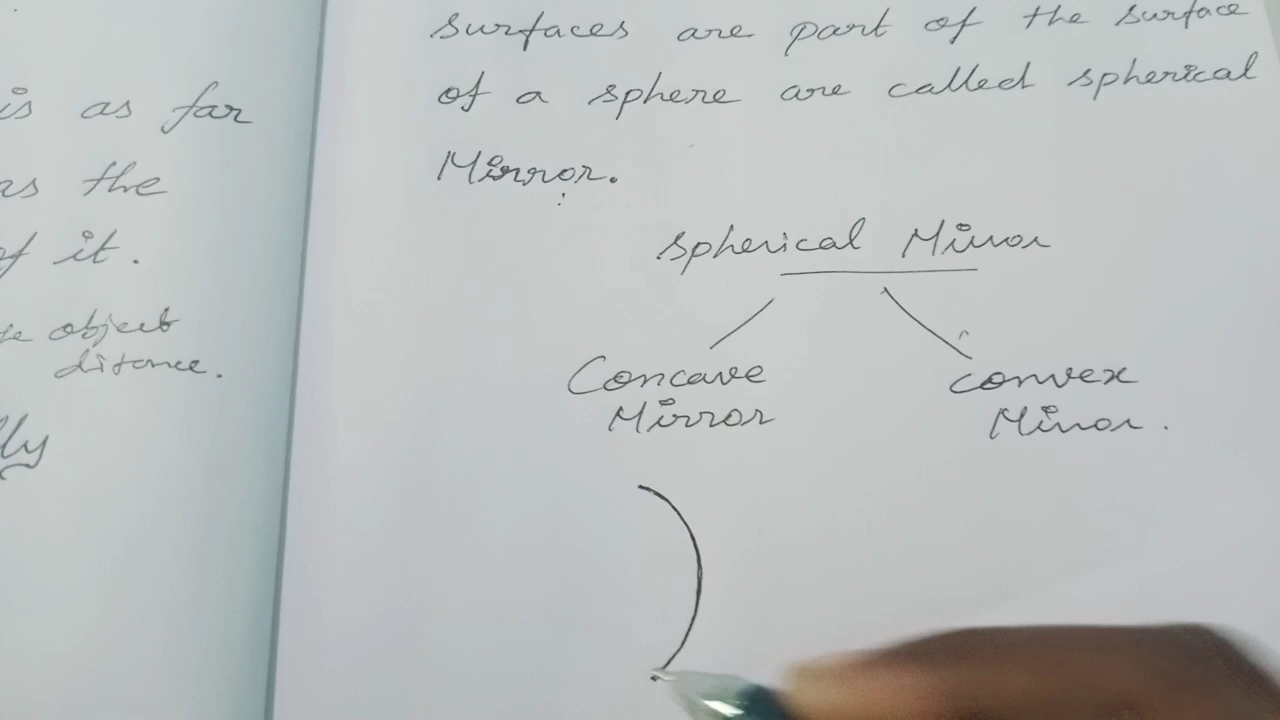 is as far
as the
of it.
object
distance.
lly
surfaces are part of the surface
of a sphere are called spherical
Mirror.
Spherical Mirror
Concave
Mirror
convex
Mirror.